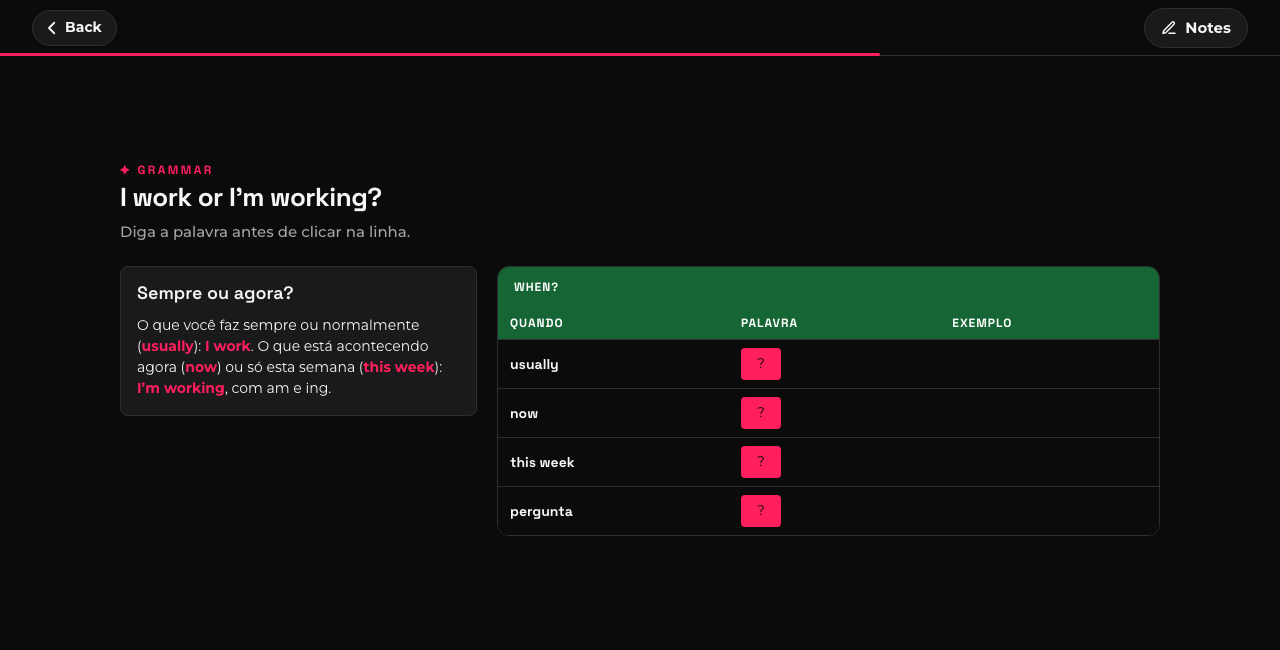 Back
Notes
GRAMMAR
I work or I'm working?
Diga a palavra antes de clicar na linha.
Sempre ou agora?
O que você faz sempre ou normalmente
(usually): I work. O que está acontecendo
agora (now) ou só esta semana (this week):
I'm working, com am e ing.
WHEN?
QUANDO PALAVRA EXEMPLO
usually ?
now ?
this week ?
pergunta ?